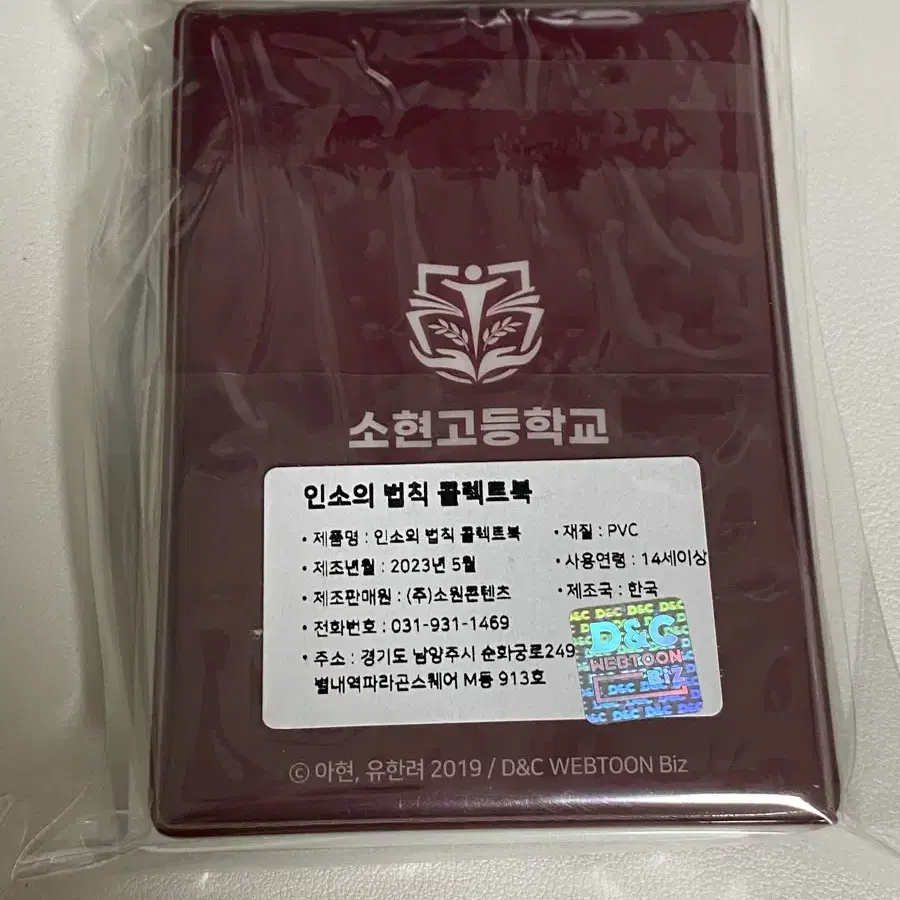 소현고등학교
인소의 법칙 콜렉트북
• 제품명 : 인소의 법칙 콜렉트북 • 재질 : PVC
• 제조년월 : 2023년 5월 • 사용연령 : 14세이상
• 제조판매원 : (주)소원콘텐츠 • 제조국 : 한국
• 전화번호 : 031-931-1469
• 주소 : 경기도 남양주시 순화궁로249
별내역파라곤스퀘어 M동 913호
D&C
WEBTOON
BIZ
© 아현, 유한려 2019 / D&C WEBTOON Biz